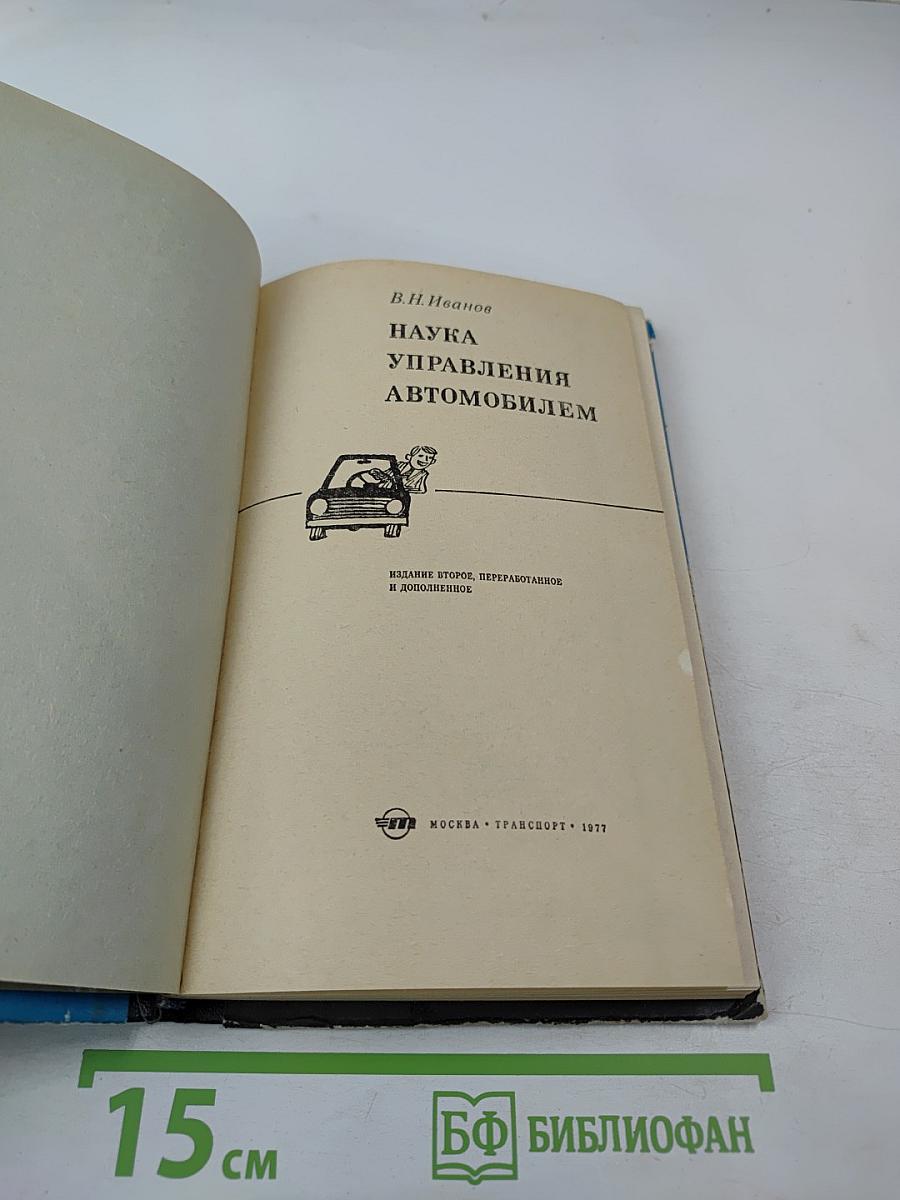 В. Н. Иванов
НАУКА
УПРАВЛЕНИЯ
АВТОМОБИЛЕМ
ИЗДАНИЕ ВТОРОЕ, ПЕРЕРАБОТАННОЕ
И ДОПОЛНЕННОЕ
МОСКВА • ТРАНСПОРТ • 1977
15 см
БФ БИБЛИОФАН